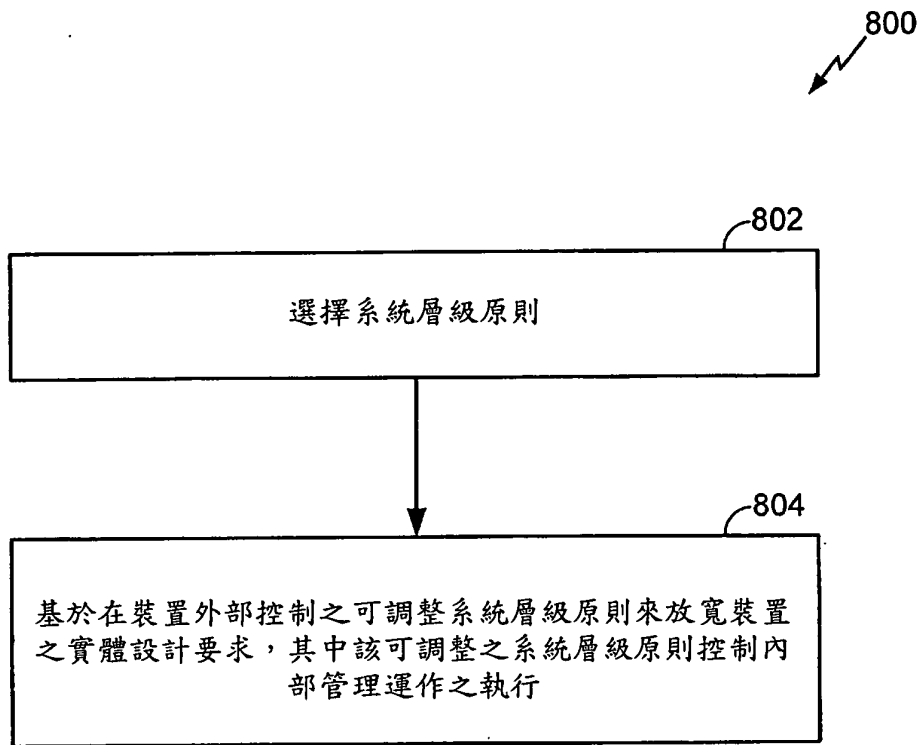 800
802
選擇系統層級原則
804
基於在裝置外部控制之可調整系統層級原則來放寬裝置
之實體設計要求，其中該可調整之系統層級原則控制內
部管理運作之執行